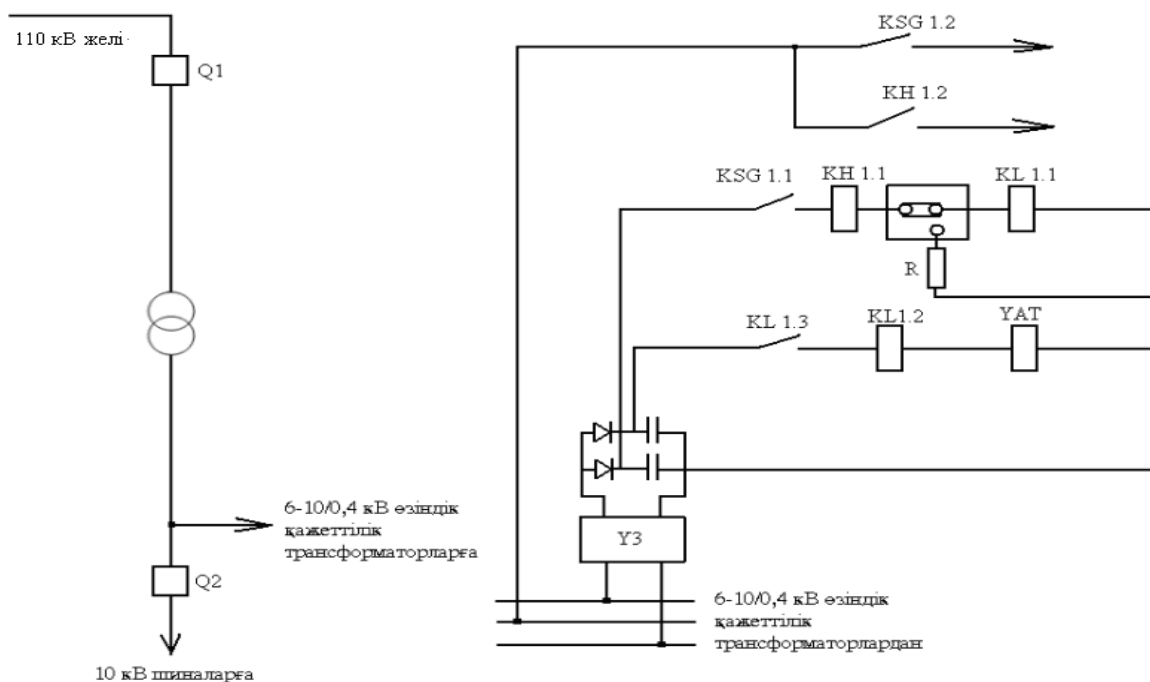 110 кВ желі
Q1
6-10/0,4 кВ өзіндік
қажеттілік
трансформаторларға
Q2
10 кВ шиналарға
KSG 1.2
KH 1.2
KSG 1.1
KH 1.1
KL 1.1
R
KL 1.3
KL1.2
YAT
УЗ
6-10/0,4 кВ өзіндік
қажеттілік
трансформаторлардан